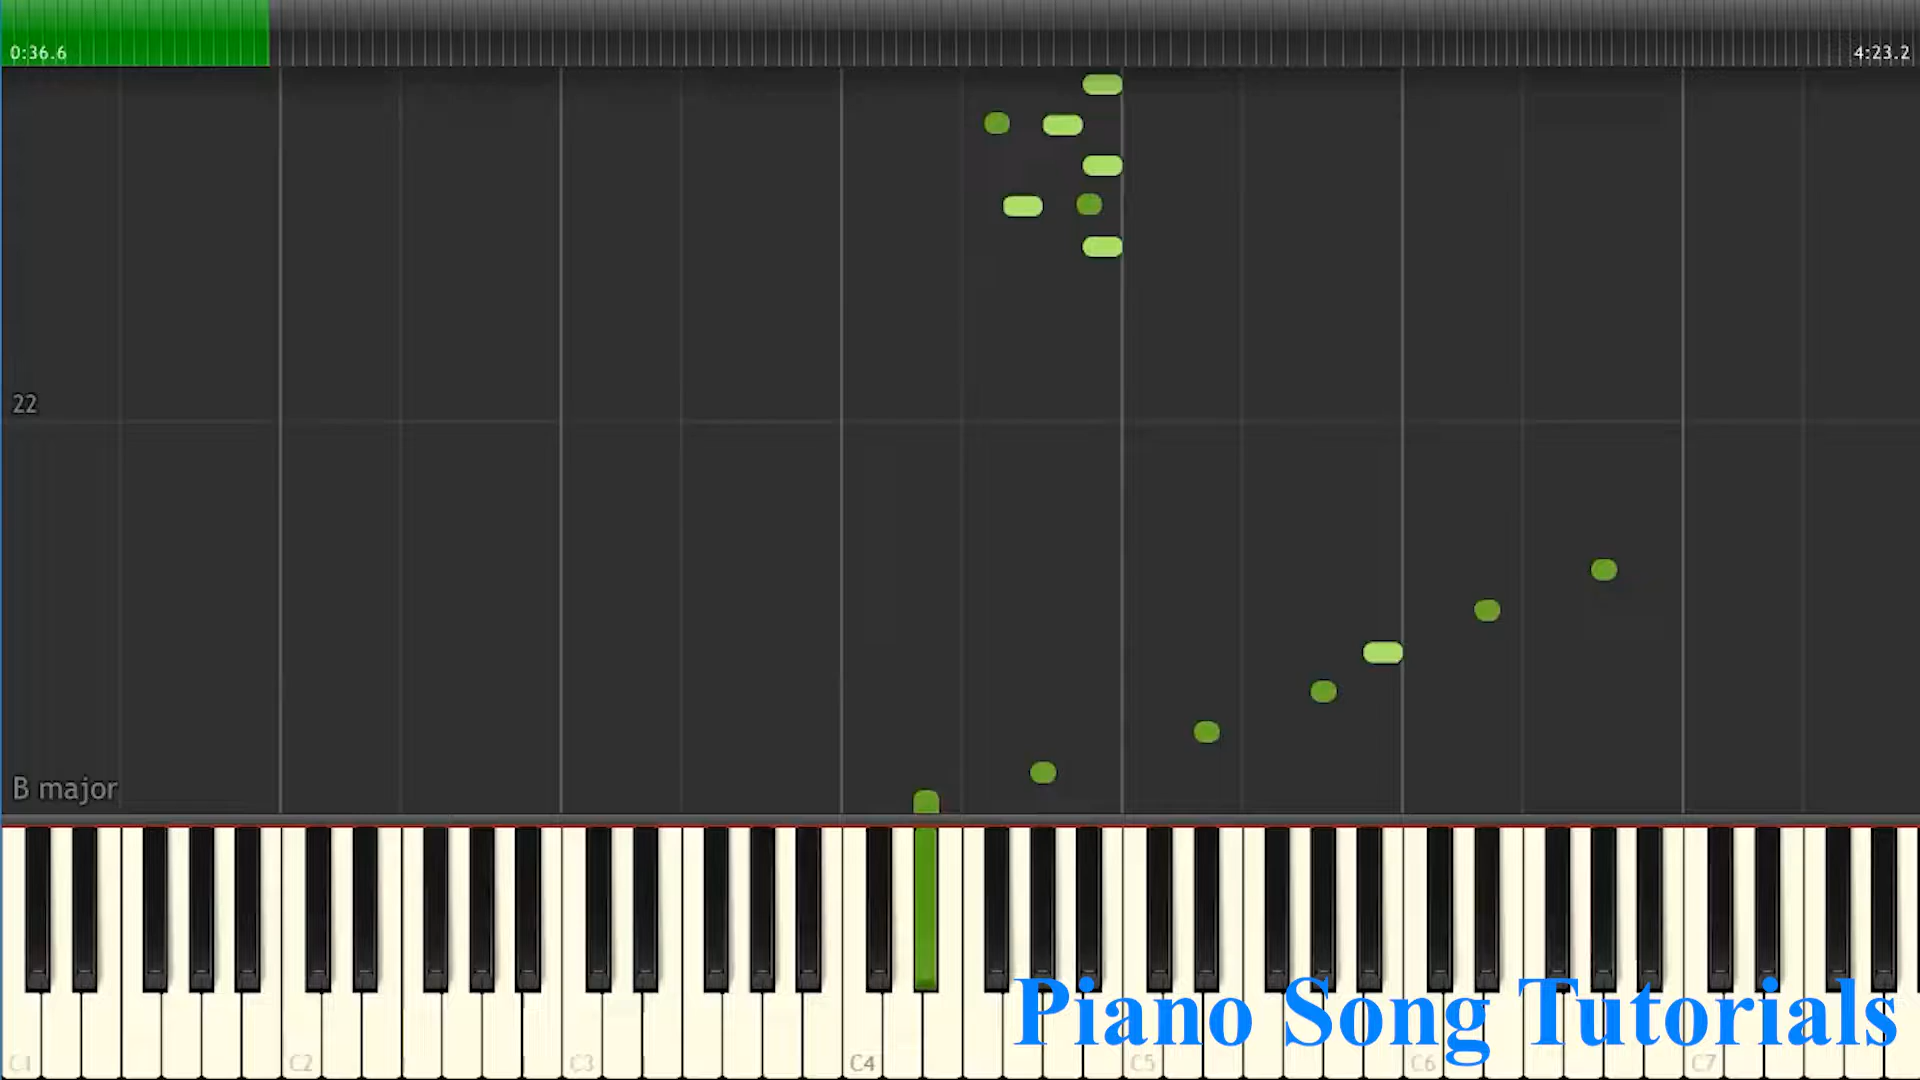 0:36.6 4:23.2
22
B major
C1 C2 C3 C4 C5 C6 C7
Piano Song Tutorials